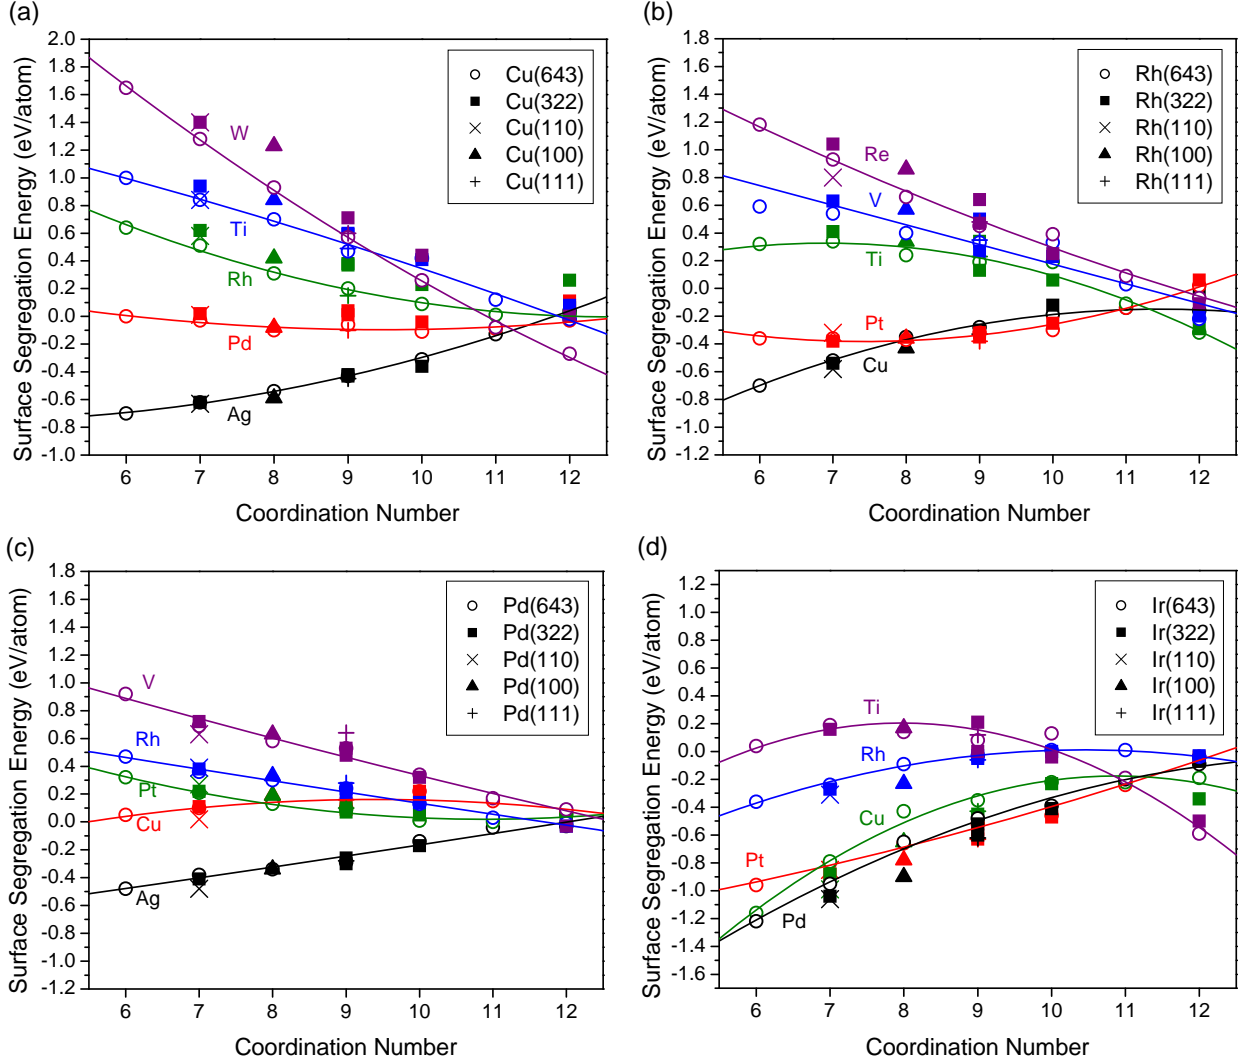 (a)
Surface Segregation Energy (eV/atom)
2.0
1.8
1.6
1.4
1.2
1.0
0.8
0.6
0.4
0.2
0.0
-0.2
-0.4
-0.6
-0.8
-1.0
W
Ti
Rh
Pd
Ag
Cu(643)
Cu(322)
Cu(110)
Cu(100)
Cu(111)
6 7 8 9 10 11 12
Coordination Number
(b)
Surface Segregation Energy (eV/atom)
1.8
1.6
1.4
1.2
1.0
0.8
0.6
0.4
0.2
0.0
-0.2
-0.4
-0.6
-0.8
-1.0
-1.2
Re
V
Ti
Pt
Cu
Rh(643)
Rh(322)
Rh(110)
Rh(100)
Rh(111)
6 7 8 9 10 11 12
Coordination Number
(c)
Surface Segregation Energy (eV/atom)
1.8
1.6
1.4
1.2
1.0
0.8
0.6
0.4
0.2
0.0
-0.2
-0.4
-0.6
-0.8
-1.0
-1.2
V
Rh
Pt
Cu
Ag
Pd(643)
Pd(322)
Pd(110)
Pd(100)
Pd(111)
6 7 8 9 10 11 12
Coordination Number
(d)
Surface Segregation Energy (eV/atom)
1.2
1.0
0.8
0.6
0.4
0.2
0.0
-0.2
-0.4
-0.6
-0.8
-1.0
-1.2
-1.4
-1.6
Ti
Rh
Cu
Pt
Pd
Ir(643)
Ir(322)
Ir(110)
Ir(100)
Ir(111)
6 7 8 9 10 11 12
Coordination Number